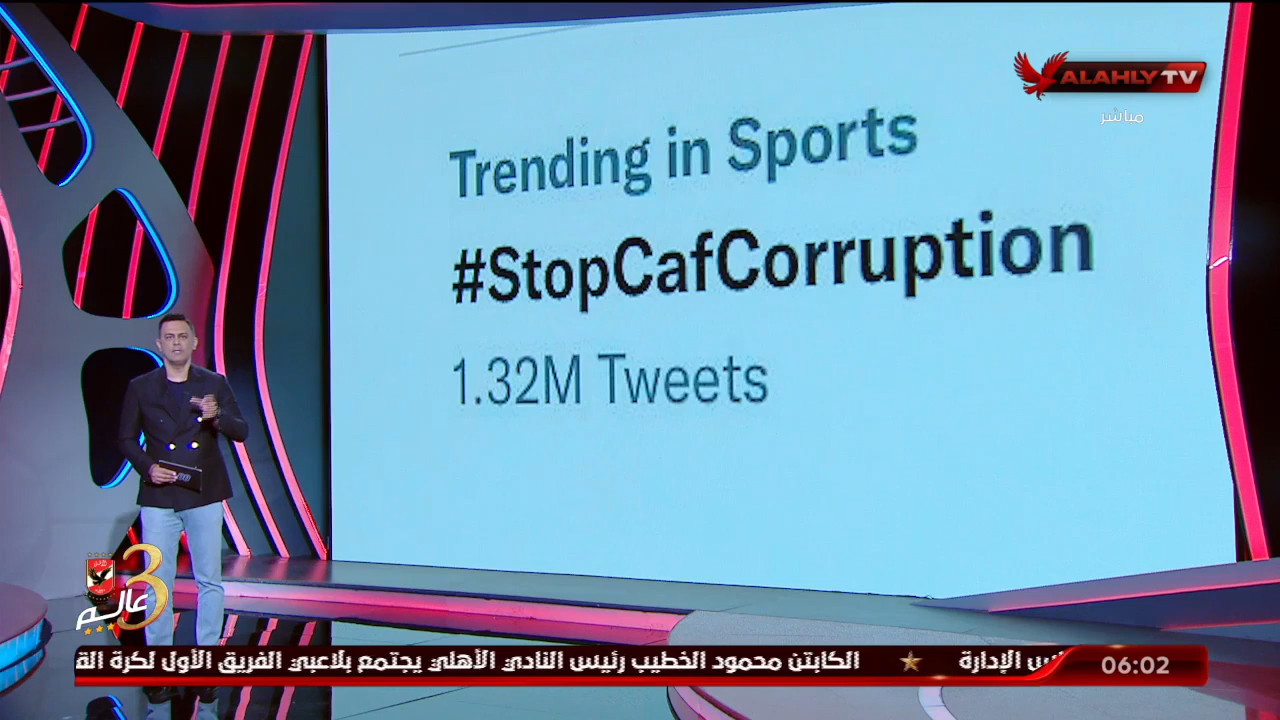 ALAHLY TV
مباشر
Trending in Sports
#StopCafCorruption
1.32M Tweets
3
عالم
الإدارة ★ الكابتن محمود الخطيب رئيس النادي الأهلي يجتمع بلاعبي الفريق الأول لكرة
06:02